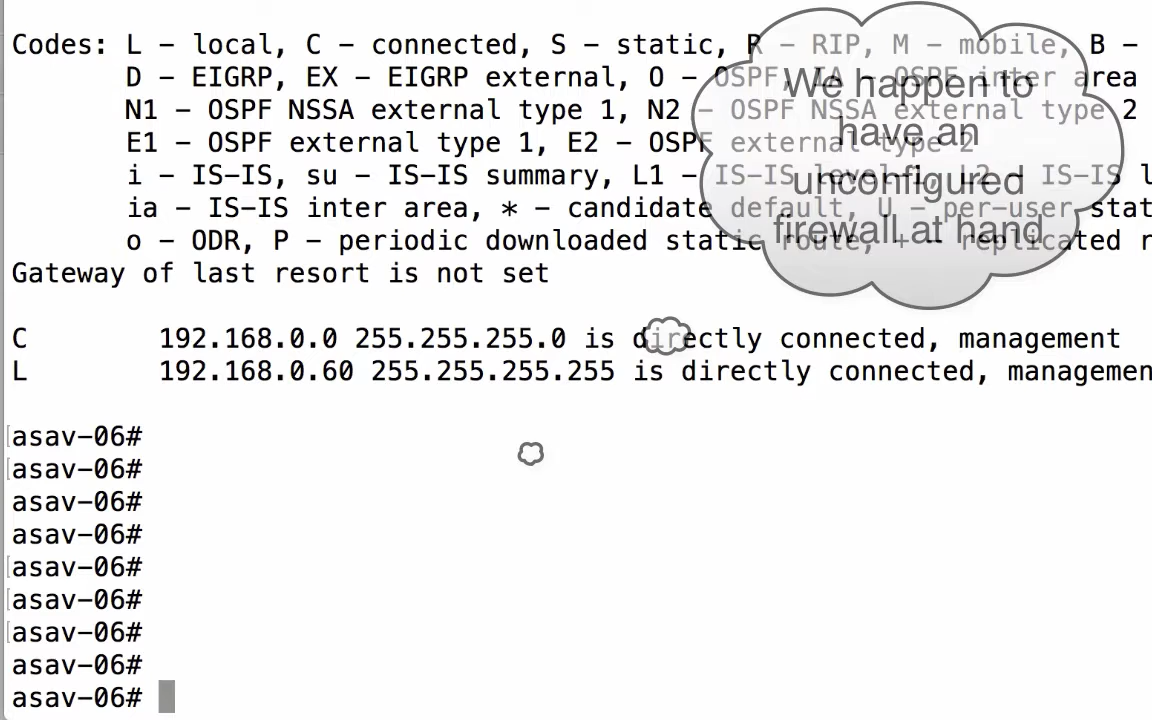 Codes: L - local, C - connected, S - static, R - RIP, M - mobile, B -
D - EIGRP, EX - EIGRP external, O - OSPF, IA - OSPF inter area
N1 - OSPF NSSA external type 1, N2 - OSPF NSSA external type 2
E1 - OSPF external type 1, E2 - OSPF external type 2
i - IS-IS, su - IS-IS summary, L1 - IS-IS level-1, L2 - IS-IS l
ia - IS-IS inter area, * - candidate default, U - per-user stat
o - ODR, P - periodic downloaded static route, + - replicated r
Gateway of last resort is not set
C 192.168.0.0 255.255.255.0 is directly connected, management
L 192.168.0.60 255.255.255.255 is directly connected, managemen
asav-06#
asav-06#
asav-06#
asav-06#
asav-06#
asav-06#
asav-06#
asav-06#
asav-06#
We happen to
have an
unconfigured
firewall at hand